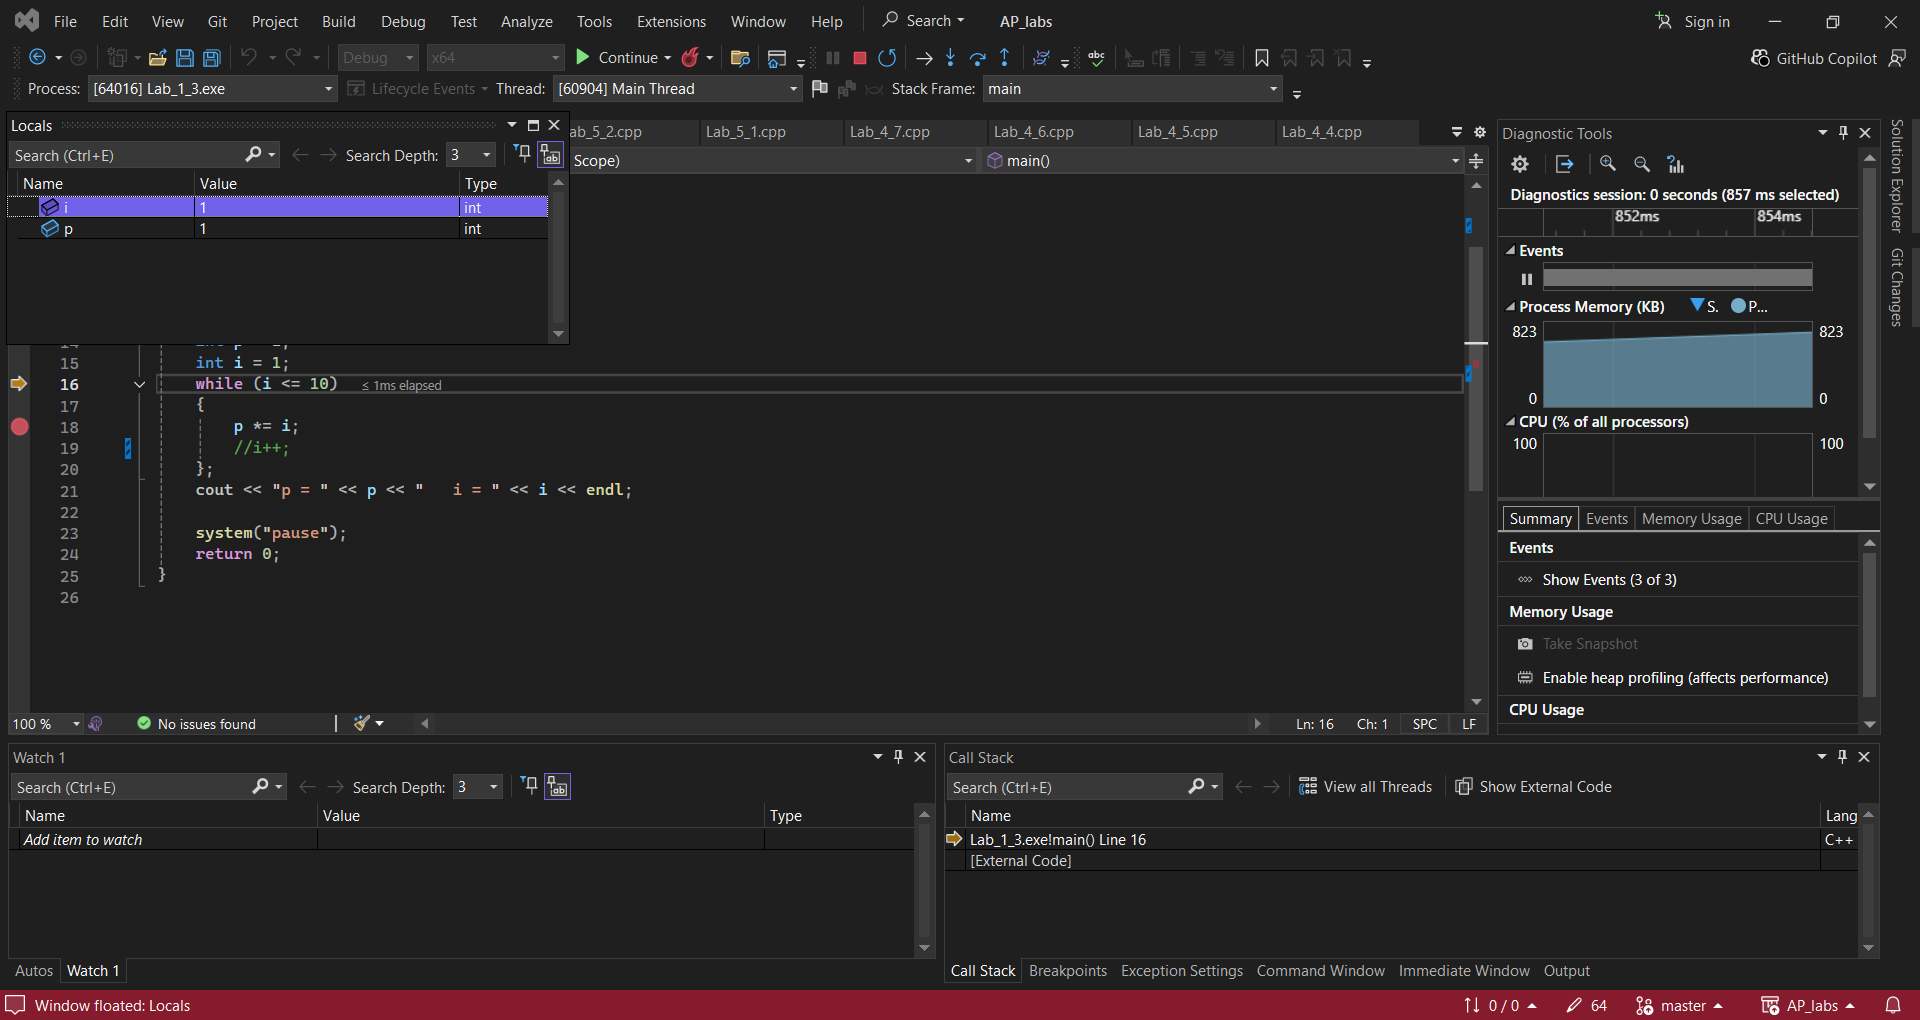 File Edit View Git Project Build Debug Test Analyze Tools Extensions Window Help Search AP_labs Sign in
Debug x64 Continue abc GitHub Copilot
Process: [64016] Lab_1_3.exe Lifecycle Events Thread: [60904] Main Thread Stack Frame: main
Locals
Search (Ctrl+E) Search Depth: 3
Name Value Type
i 1 int
p 1 int
ab_5_2.cpp Lab_5_1.cpp Lab_4_7.cpp Lab_4_6.cpp Lab_4_5.cpp Lab_4_4.cpp
Scope) main()
15 int i = 1;
16 while (i <= 10) ≤ 1ms elapsed
17 {
18 p *= i;
19 //i++;
20 };
21 cout << "p = " << p << "   i = " << i << endl;
22
23 system("pause");
24 return 0;
25 }
26
100 % No issues found Ln: 16 Ch: 1 SPC LF
Diagnostic Tools
Diagnostics session: 0 seconds (857 ms selected)
852ms 854ms
Events
Process Memory (KB) S. P...
823 823
0 0
CPU (% of all processors)
100 100
Summary Events Memory Usage CPU Usage
Events
Show Events (3 of 3)
Memory Usage
Take Snapshot
Enable heap profiling (affects performance)
CPU Usage
Solution Explorer
Git Changes
Watch 1
Search (Ctrl+E) Search Depth: 3
Name Value Type
Add item to watch
Autos Watch 1
Call Stack
Search (Ctrl+E) View all Threads Show External Code
Name Lang
Lab_1_3.exe!main() Line 16 C++
[External Code]
Call Stack Breakpoints Exception Settings Command Window Immediate Window Output
Window floated: Locals 0 / 0 64 master AP_labs